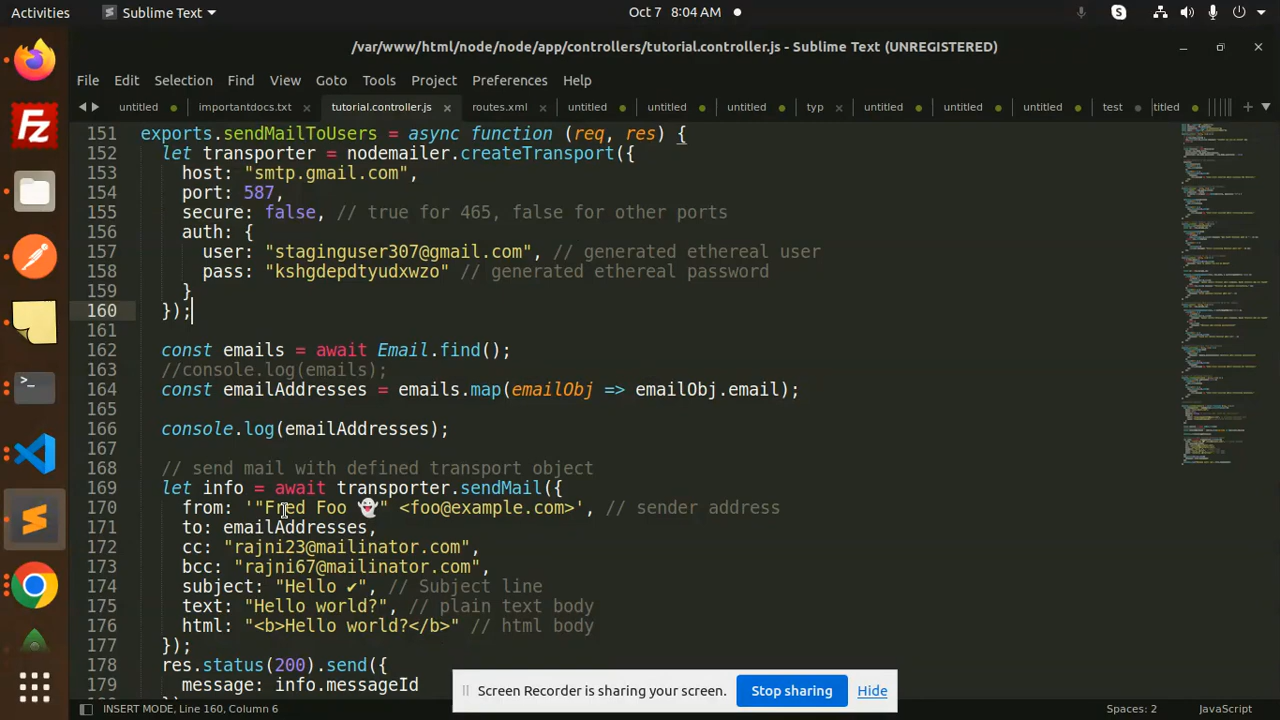 Activities
Sublime Text
Oct 7 8:04 AM
/var/www/html/node/node/app/controllers/tutorial.controller.js - Sublime Text (UNREGISTERED)
File Edit Selection Find View Goto Tools Project Preferences Help
untitled importantdocs.txt tutorial.controller.js routes.xml untitled untitled untitled typ untitled untitled untitled test titled
151 exports.sendMailToUsers = async function (req, res) {
152 let transporter = nodemailer.createTransport({
153 host: "smtp.gmail.com",
154 port: 587,
155 secure: false, // true for 465, false for other ports
156 auth: {
157 user: "staginguser307@gmail.com", // generated ethereal user
158 pass: "kshgdepdtyudxwzo" // generated ethereal password
159 }
160 });
161
162 const emails = await Email.find();
163 //console.log(emails);
164 const emailAddresses = emails.map(emailObj => emailObj.email);
165
166 console.log(emailAddresses);
167
168 // send mail with defined transport object
169 let info = await transporter.sendMail({
170 from: '"Fred Foo 👻" <foo@example.com>', // sender address
171 to: emailAddresses,
172 cc: "rajni23@mailinator.com",
173 bcc: "rajni67@mailinator.com",
174 subject: "Hello ✔", // Subject line
175 text: "Hello world?", // plain text body
176 html: "<b>Hello world?</b>" // html body
177 });
178 res.status(200).send({
179 message: info.messageId
Screen Recorder is sharing your screen. Stop sharing Hide
INSERT MODE, Line 160, Column 6
Spaces: 2
JavaScript